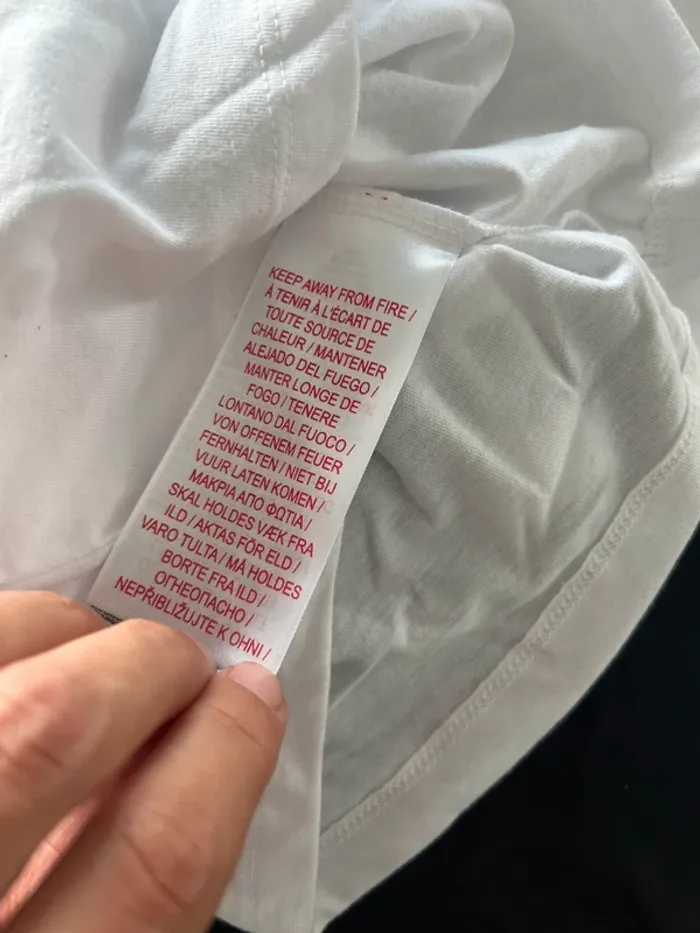 KEEP AWAY FROM FIRE /
À TENIR À L'ÉCART DE
TOUTE SOURCE DE
CHALEUR / MANTENER
ALEJADO DEL FUEGO /
MANTER LONGE DE
FOGO / TENERE
LONTANO DAL FUOCO /
VON OFFENEM FEUER
FERNHALTEN / NIET BIJ
VUUR LATEN KOMEN /
ΜΑΚΡΙΑ ΑΠΟ ΦΩΤΙΑ /
SKAL HOLDES VÆK FRA
ILD / AKTAS FÖR ELD /
VARO TULTA / MÅ HOLDES
BORTE FRA ILD /
ОГНЕОПАСНО /
NEPŘIBLIŽUJTE K OHNI /